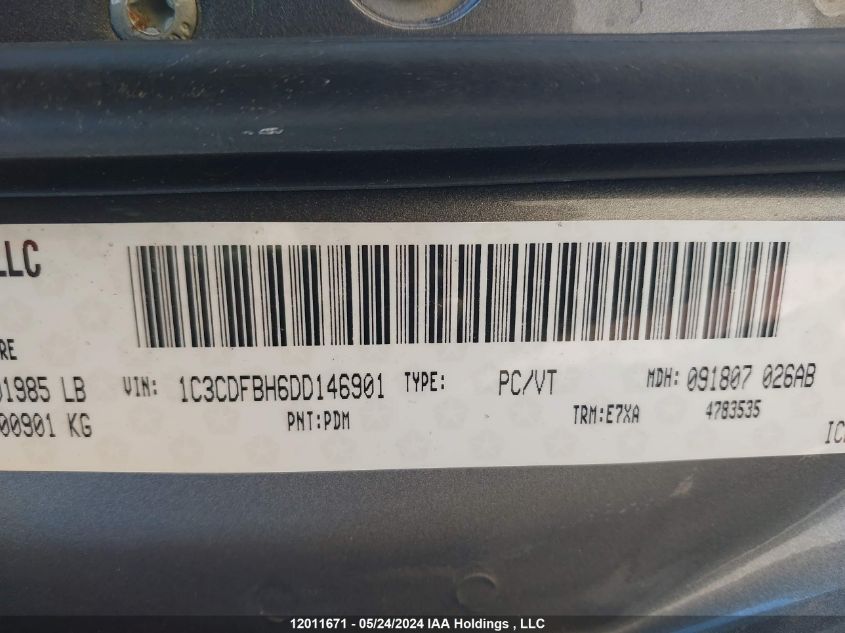 LLC
RE
01985 LB VIN: 1C3CDFBH6DD146901 TYPE: PC/VT MDH: 091807 026AB
00901 KG PNT:PDM TRM:E7XA 4783535
IC
12011671 - 05/24/2024 IAA Holdings , LLC